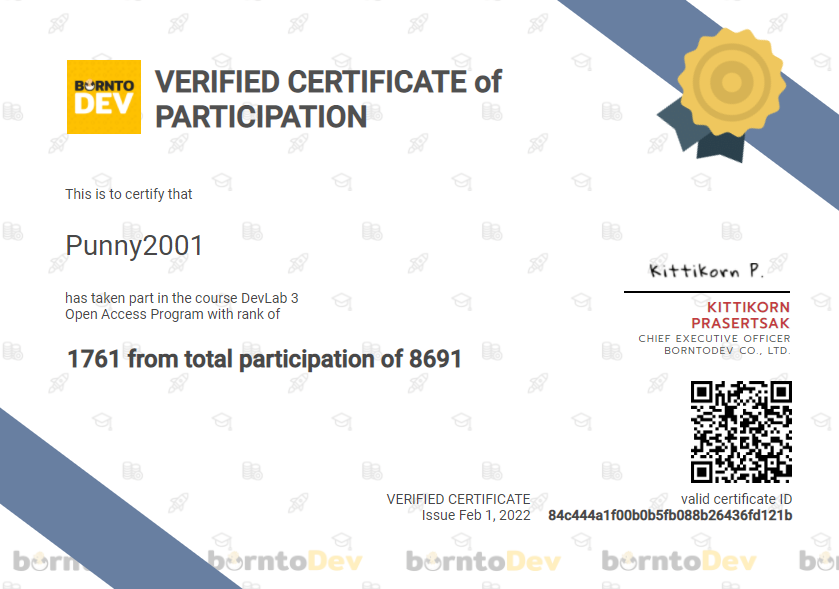 BORNTO
DEV
VERIFIED CERTIFICATE of
PARTICIPATION
This is to certify that
Punny2001
has taken part in the course DevLab 3
Open Access Program with rank of
1761 from total participation of 8691
Kittikorn P.
KITTIKORN
PRASERTSAK
CHIEF EXECUTIVE OFFICER
BORNTODEV CO., LTD.
VERIFIED CERTIFICATE
Issue Feb 1, 2022
valid certificate ID
84c444a1f00b0b5fb088b26436fd121b
born borntoDev borntoDev borntoDev bo